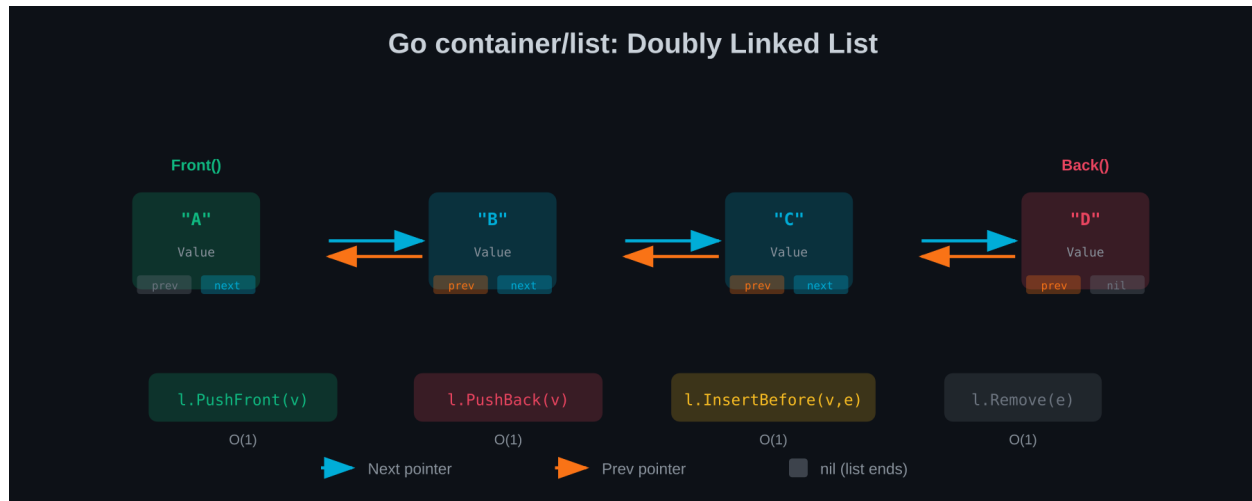 Go container/list: Doubly Linked List
Front()
Back()
"A"
"B"
"C"
"D"
Value
Value
Value
Value
prev next
prev next
prev next
prev nil
l.PushFront(v)
l.PushBack(v)
l.InsertBefore(v,e)
l.Remove(e)
O(1)
O(1)
O(1)
O(1)
Next pointer
Prev pointer
nil (list ends)